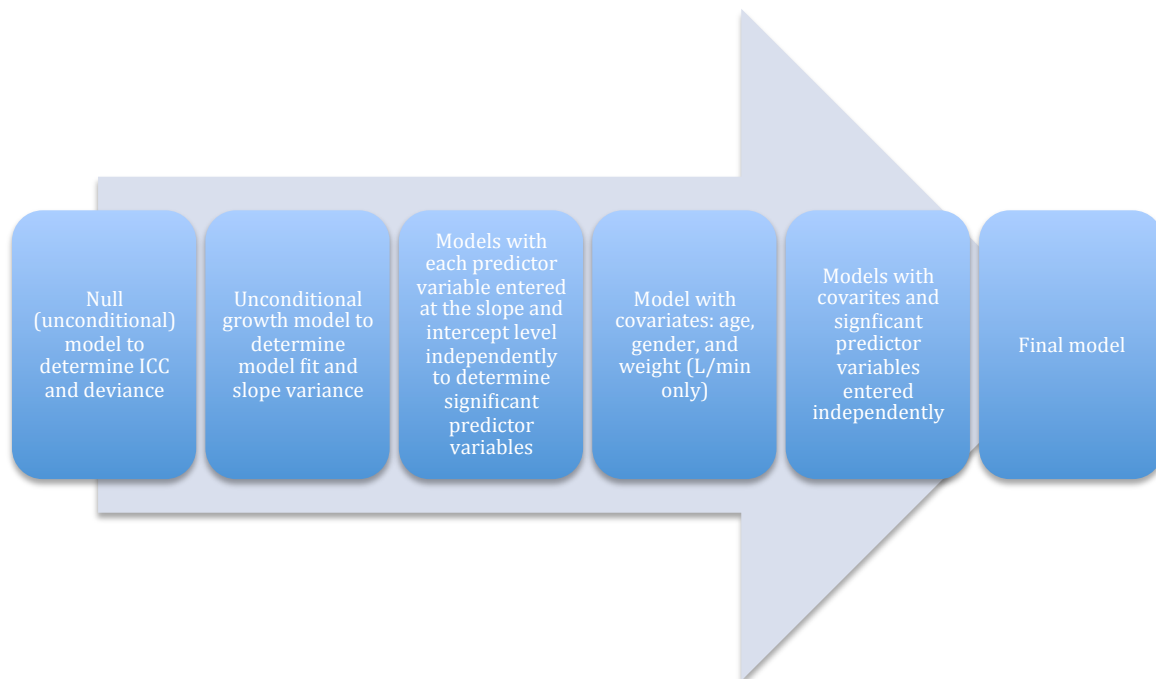 Null
(unconditional)
model to
determine ICC
and deviance
Unconditional
growth model to
determine
model fit and
slope variance
Models with
each predictor
variable entered
at the slope and
intercept level
independently
to determine
significant
predictor
variables
Model with
covariates: age,
gender, and
weight (L/min
only)
Models with
covarites and
signficant
predictor
variables
entered
independently
Final model